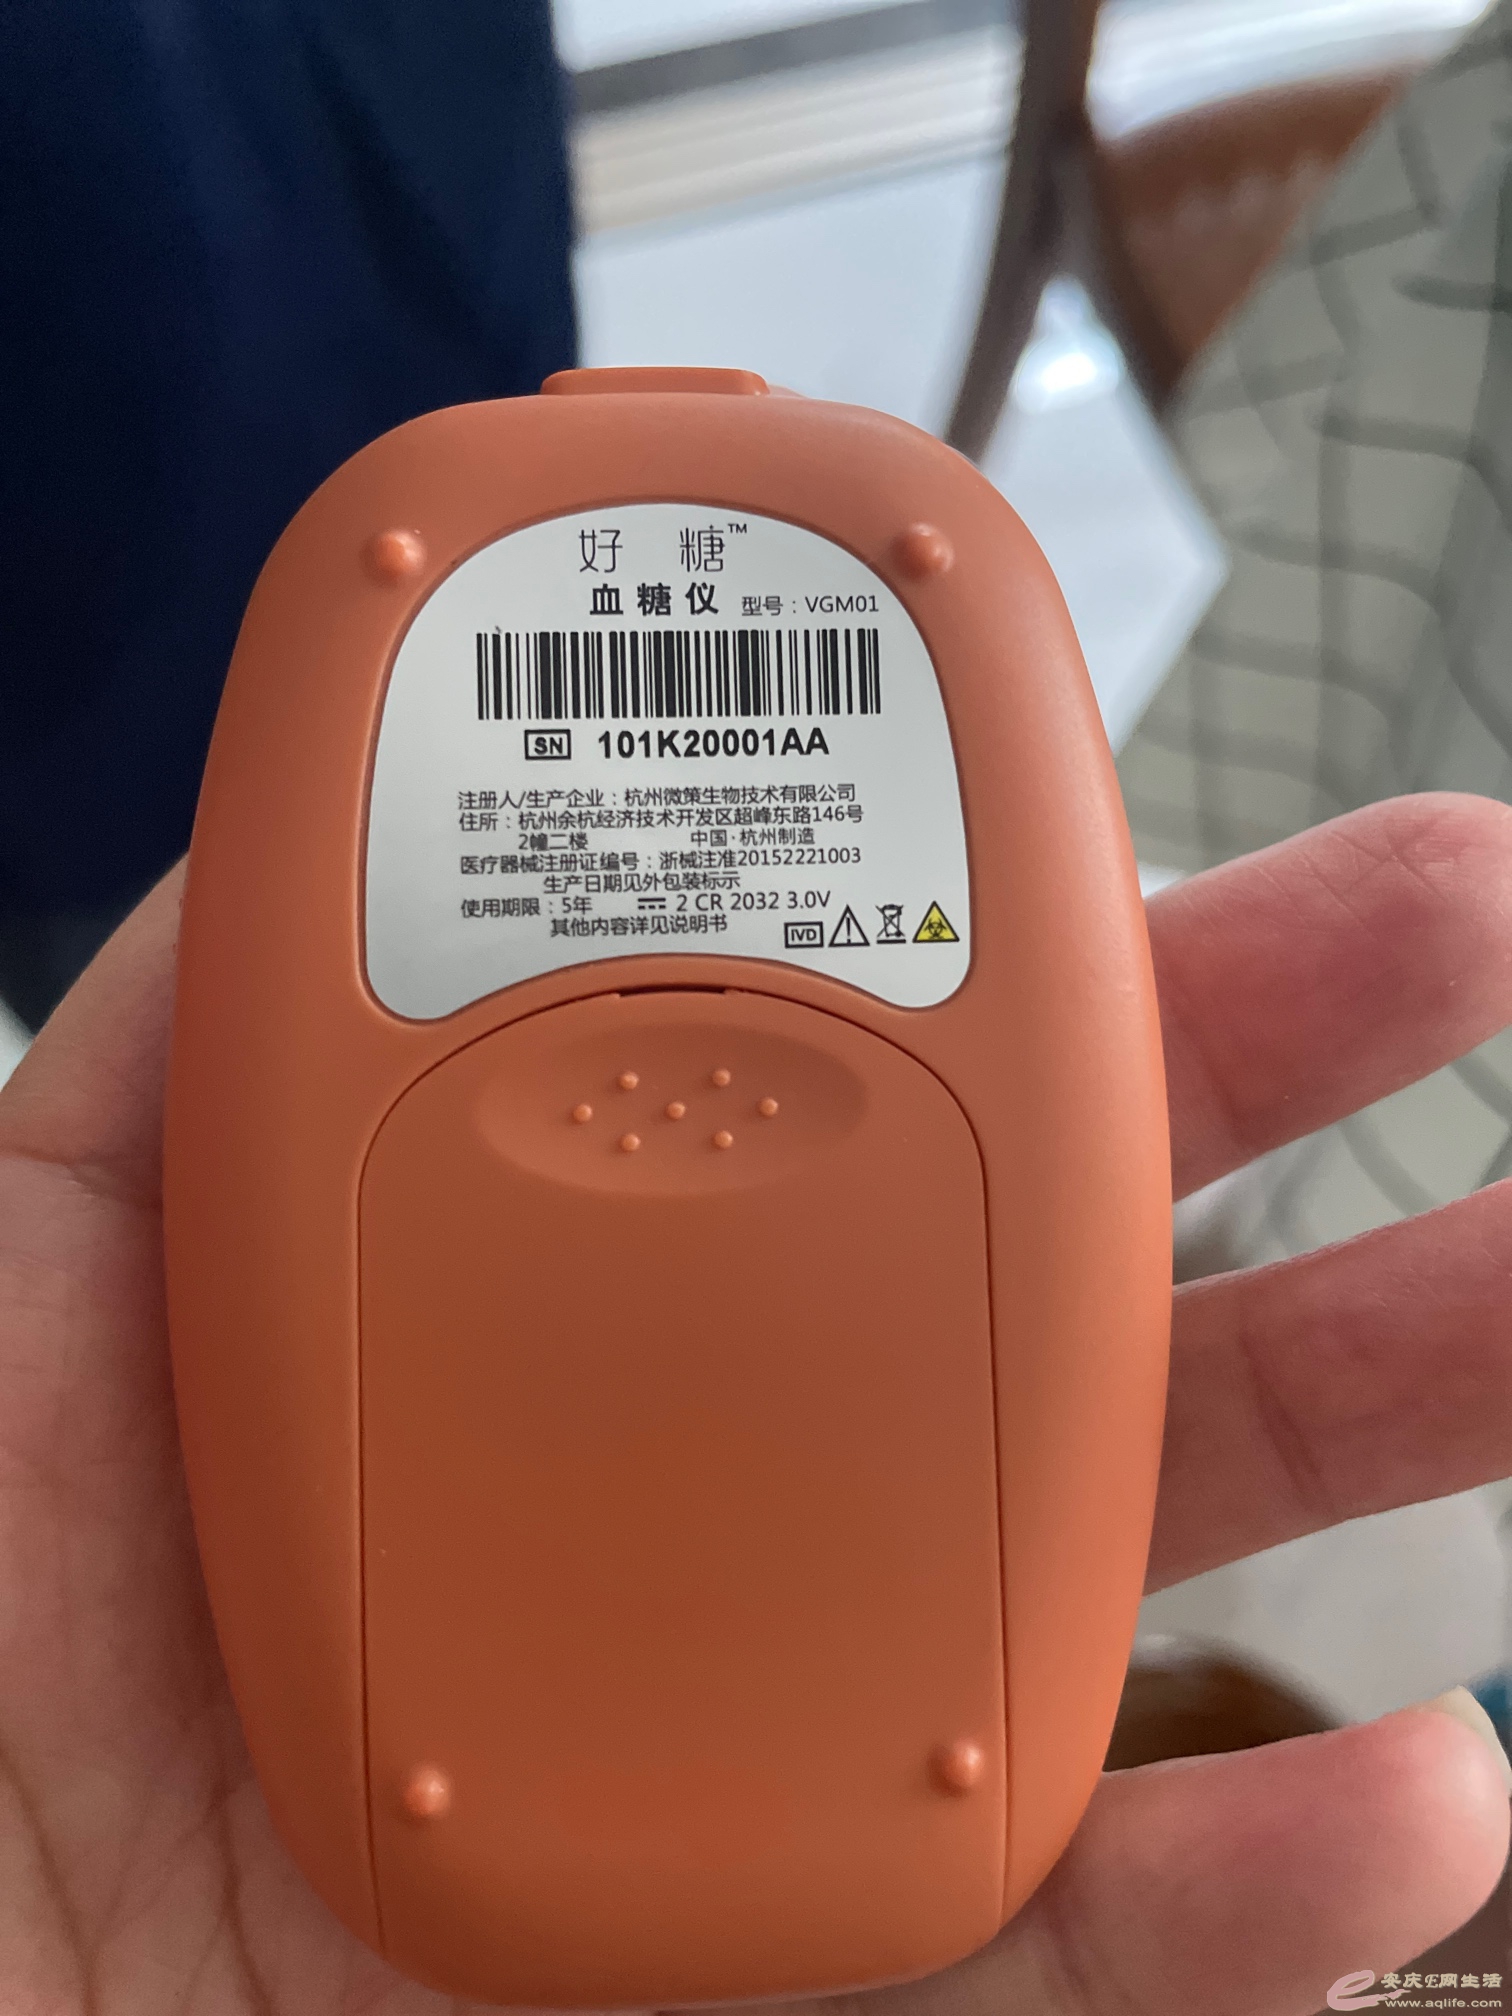 好 糖™
血糖仪 型号：VGM01
SN 101K20001AA
注册人/生产企业：杭州微策生物技术有限公司
住所：杭州余杭经济技术开发区超峰东路146号
2幢二楼 中国·杭州制造
医疗器械注册证编号：浙械注准20152221003
生产日期见外包装标示
使用期限：5年 2 CR 2032 3.0V
其他内容详见说明书
IVD
安庆E网生活
www.aqlife.com